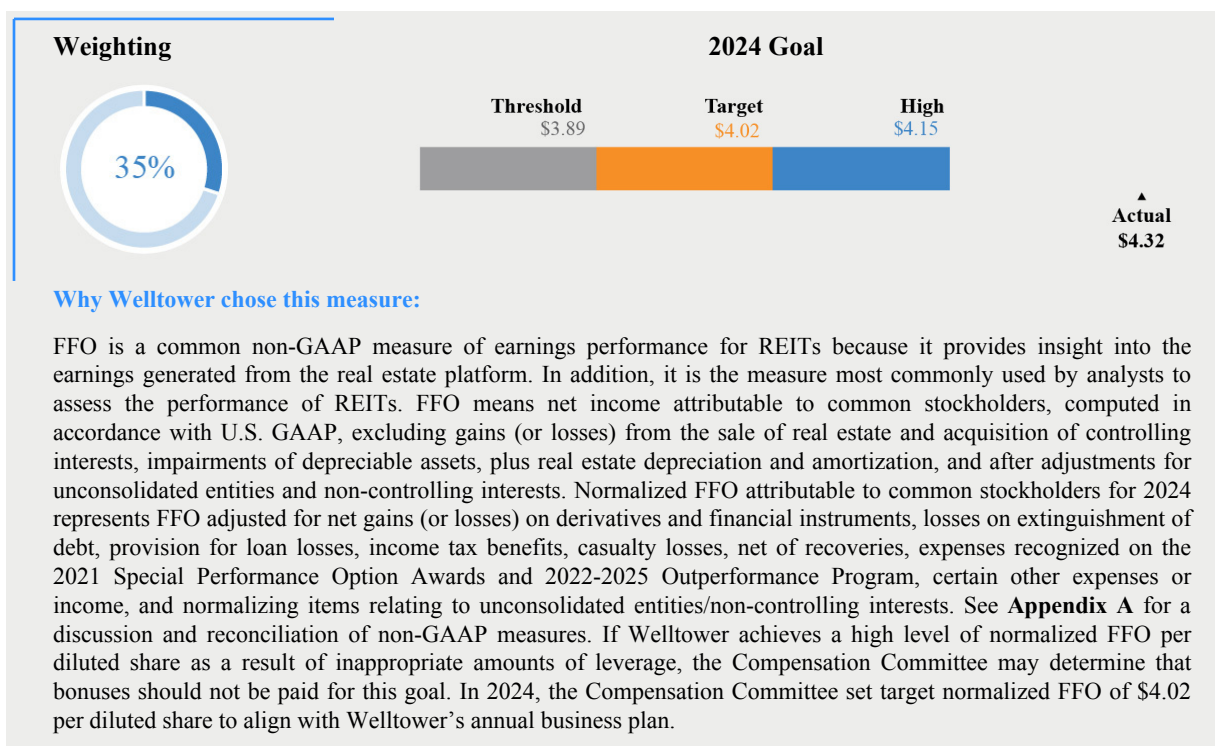 Weighting
2024 Goal
Threshold
Target
High
$3.89
$4.02
$4.15
35%
Actual
$4.32
Why Welltower chose this measure:
FFO is a common non-GAAP measure of earnings performance for REITs because it provides insight into the
earnings generated from the real estate platform. In addition, it is the measure most commonly used by analysts to
assess the performance of REITs. FFO means net income attributable to common stockholders, computed in
accordance with U.S. GAAP, excluding gains (or losses) from the sale of real estate and acquisition of controlling
interests, impairments of depreciable assets, plus real estate depreciation and amortization, and after adjustments for
unconsolidated entities and non-controlling interests. Normalized FFO attributable to common stockholders for 2024
represents FFO adjusted for net gains (or losses) on derivatives and financial instruments, losses on extinguishment of
debt, provision for loan losses, income tax benefits, casualty losses, net of recoveries, expenses recognized on the
2021 Special Performance Option Awards and 2022-2025 Outperformance Program, certain other expenses or
income, and normalizing items relating to unconsolidated entities/non-controlling interests. See Appendix A for a
discussion and reconciliation of non-GAAP measures. If Welltower achieves a high level of normalized FFO per
diluted share as a result of inappropriate amounts of leverage, the Compensation Committee may determine that
bonuses should not be paid for this goal. In 2024, the Compensation Committee set target normalized FFO of $4.02
per diluted share to align with Welltower’s annual business plan.